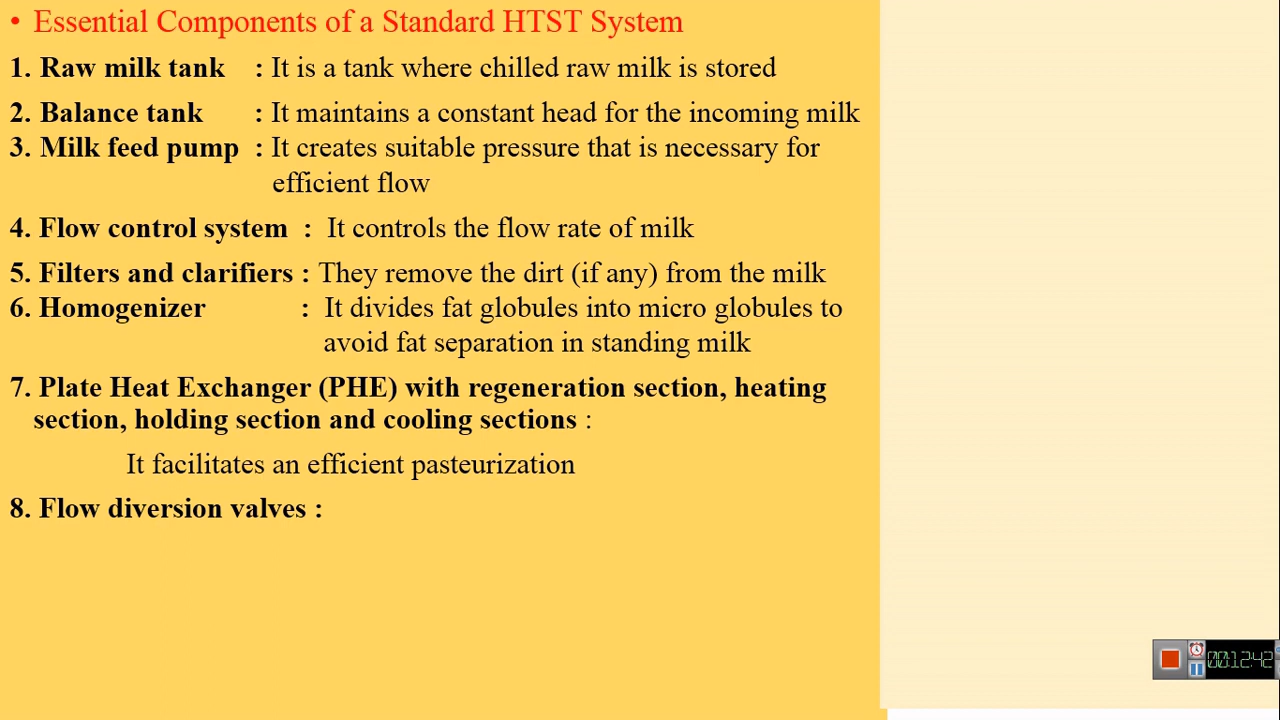 • Essential Components of a Standard HTST System
1. Raw milk tank : It is a tank where chilled raw milk is stored
2. Balance tank : It maintains a constant head for the incoming milk
3. Milk feed pump : It creates suitable pressure that is necessary for
efficient flow
4. Flow control system : It controls the flow rate of milk
5. Filters and clarifiers : They remove the dirt (if any) from the milk
6. Homogenizer : It divides fat globules into micro globules to
avoid fat separation in standing milk
7. Plate Heat Exchanger (PHE) with regeneration section, heating
section, holding section and cooling sections :
It facilitates an efficient pasteurization
8. Flow diversion valves :
00:12:42